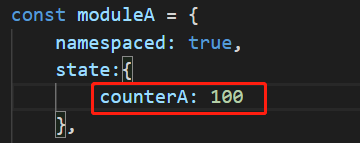 const moduleA = {
    namespaced: true,
    state:{
        counterA: 100
    },